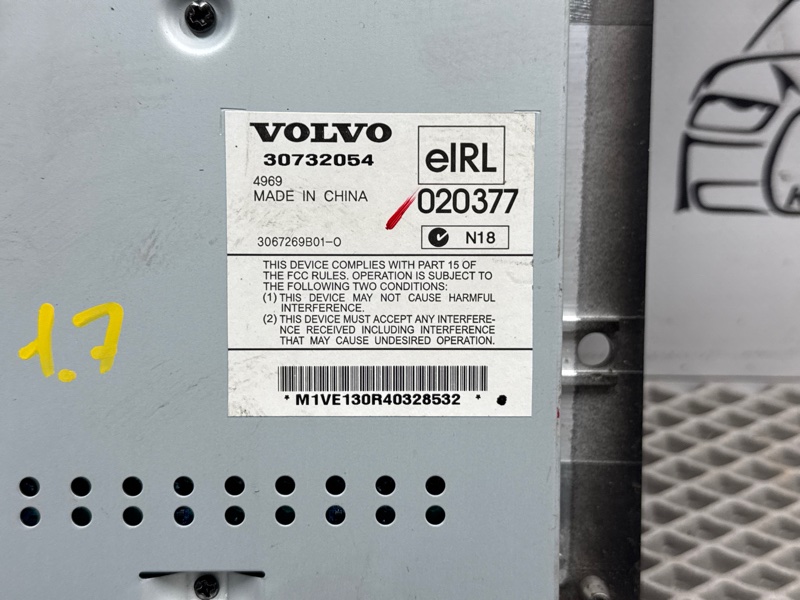 VOLVO
30732054
4969
MADE IN CHINA
eIRL
020377
3067269B01-O
N18
THIS DEVICE COMPLIES WITH PART 15 OF
THE FCC RULES. OPERATION IS SUBJECT TO
THE FOLLOWING TWO CONDITIONS:
(1) THIS DEVICE MAY NOT CAUSE HARMFUL
INTERFERENCE.
(2) THIS DEVICE MUST ACCEPT ANY INTERFERE-
NCE RECEIVED INCLUDING INTERFERENCE
THAT MAY CAUSE UNDESIRED OPERATION.
* M1VE130R40328532 *
1.7